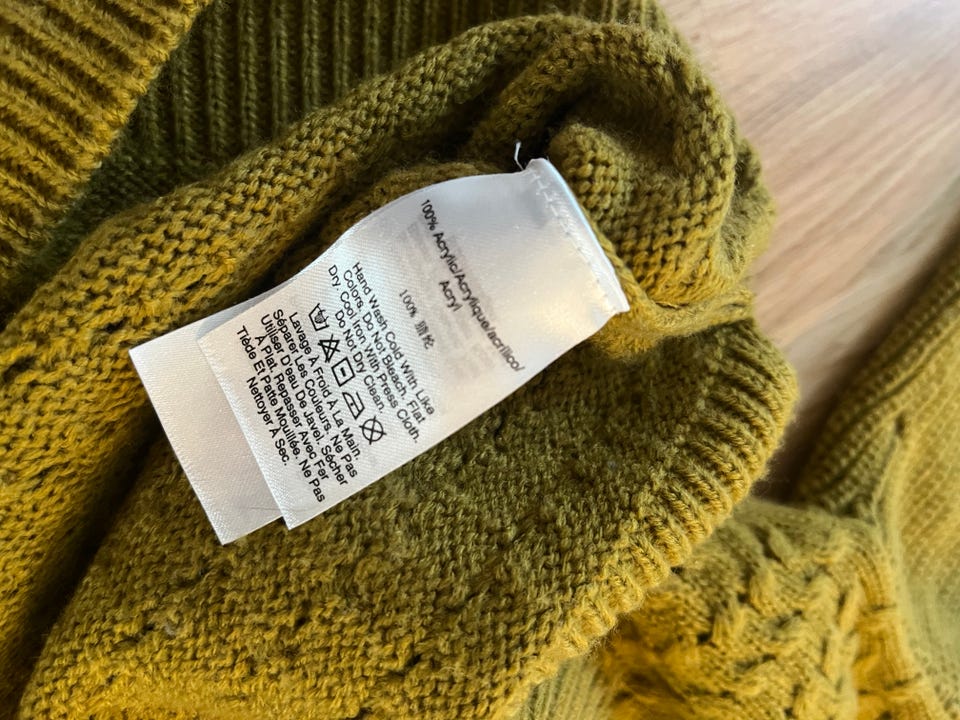 100% Acrylic/Acrylique/acrílico/
Acryl
100% 腈纶
Hand Wash Cold With Like
Colors. Do Not Bleach. Flat
Dry. Cool Iron With Press Cloth.
Do Not Dry Clean.
Lavage À Froid À La Main.
Séparer Les Couleurs. Ne Pas
Utiliser D'eau De Javel. Sécher
À Plat. Repasser Avec Fer
Tiède Et Patte Mouillée. Ne Pas
Nettoyer À Sec.